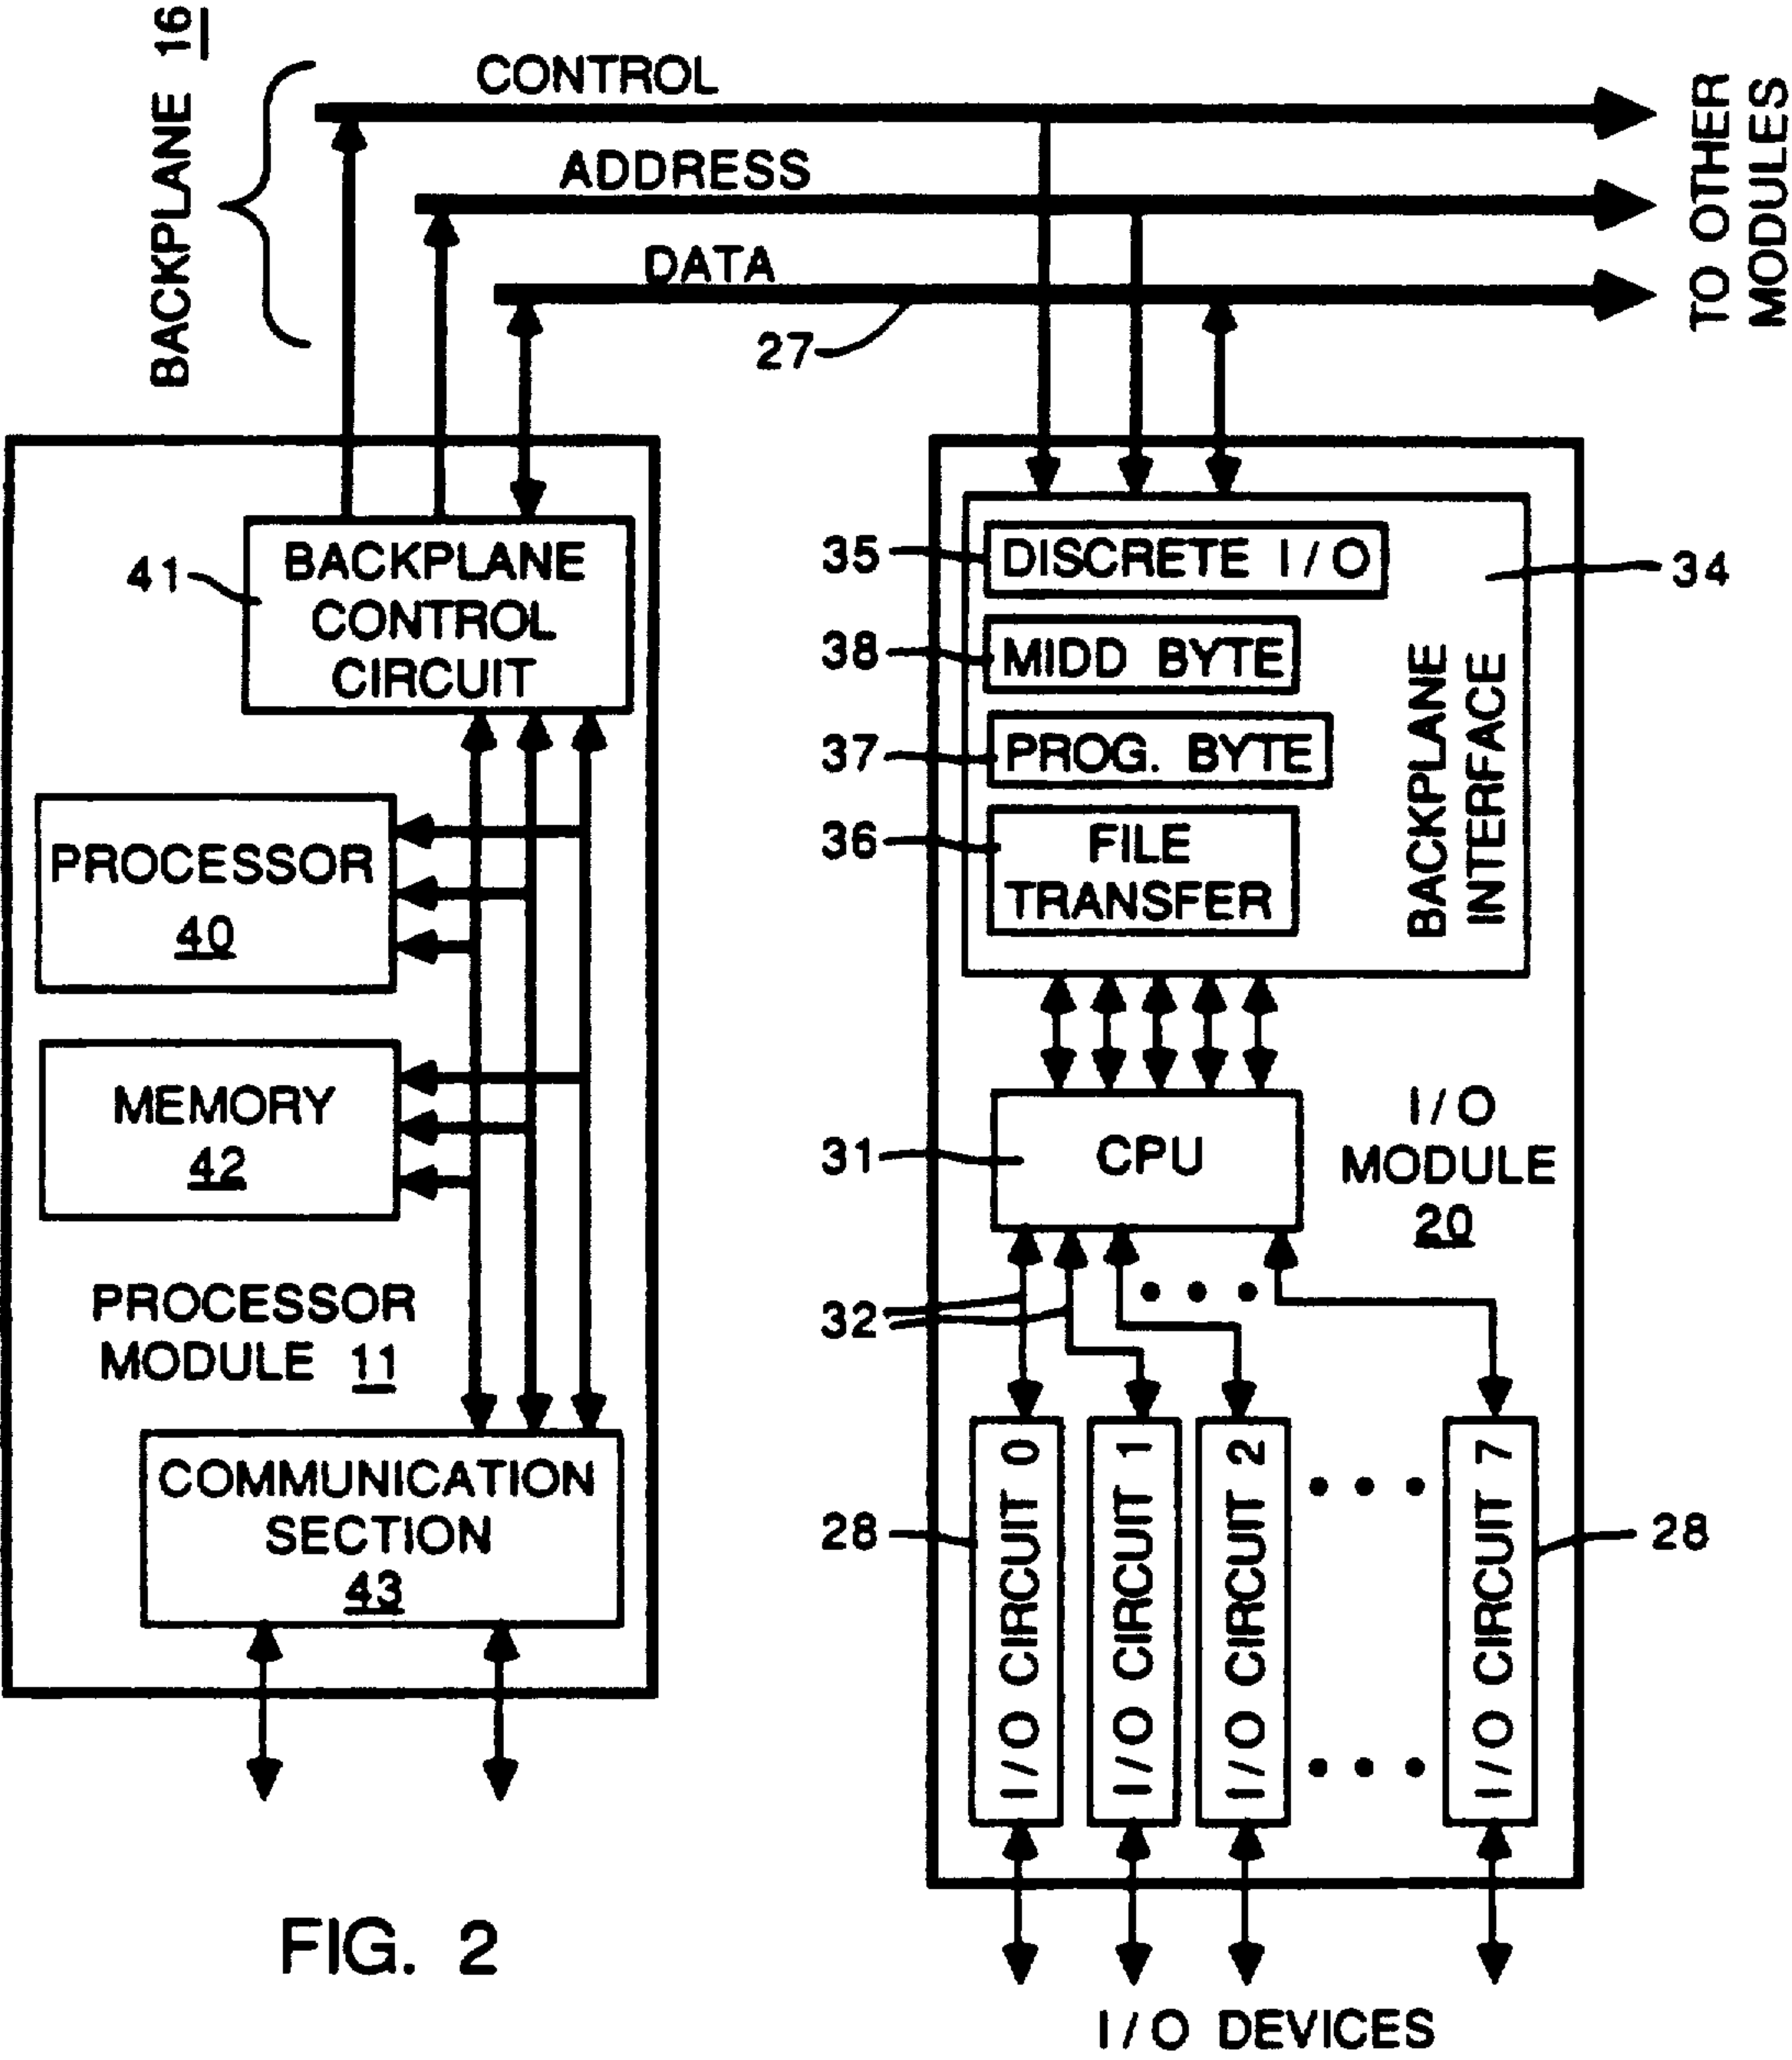 BACKPLANE 16
CONTROL
ADDRESS
DATA
27
TO OTHER
MODULES
41
BACKPLANE
CONTROL
CIRCUIT
PROCESSOR
40
MEMORY
42
PROCESSOR
MODULE 11
COMMUNICATION
SECTION
43
35
DISCRETE I/O
34
38
MIDD BYTE
37
PROG. BYTE
36
FILE
TRANSFER
BACKPLANE
INTERFACE
31
CPU
I/O
MODULE
20
32
28
I/O CIRCUIT 0
I/O CIRCUIT 1
I/O CIRCUIT 2
I/O CIRCUIT 7
28
I/O DEVICES
FIG. 2